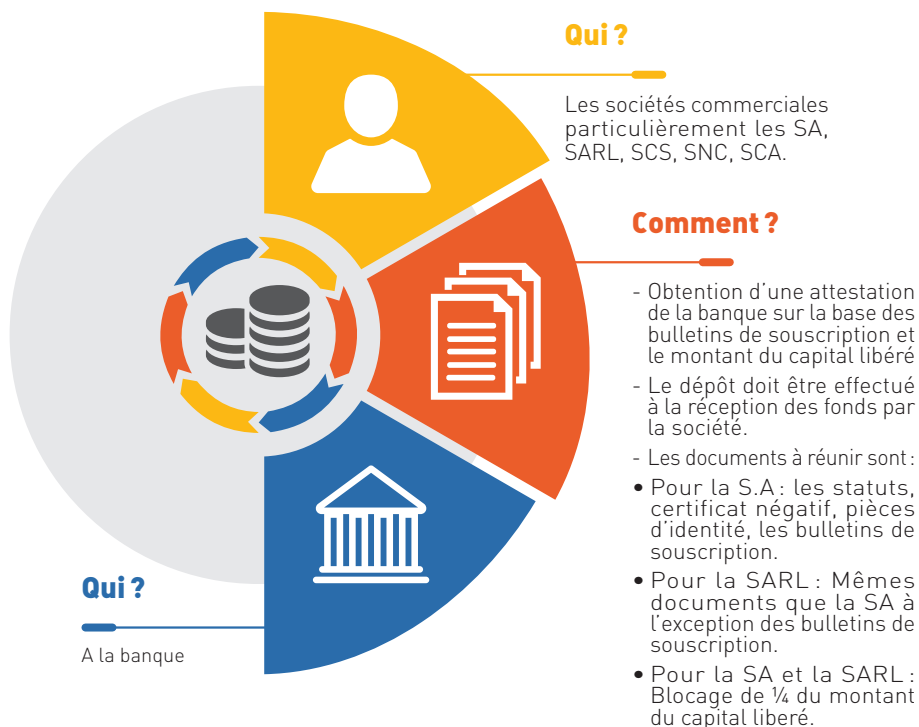 Qui ?
Les sociétés commerciales
particulièrement les SA,
SARL, SCS, SNC, SCA.
Comment ?
- Obtention d’une attestation
de la banque sur la base des
bulletins de souscription et
le montant du capital libéré
- Le dépôt doit être effectué
à la réception des fonds par
la société.
- Les documents à réunir sont :
• Pour la S.A : les statuts,
certificat négatif, pièces
d’identité, les bulletins de
souscription.
• Pour la SARL : Mêmes
documents que la SA à
l’exception des bulletins de
souscription.
• Pour la SA et la SARL :
Blocage de ¼ du montant
du capital liberé.
Qui ?
A la banque